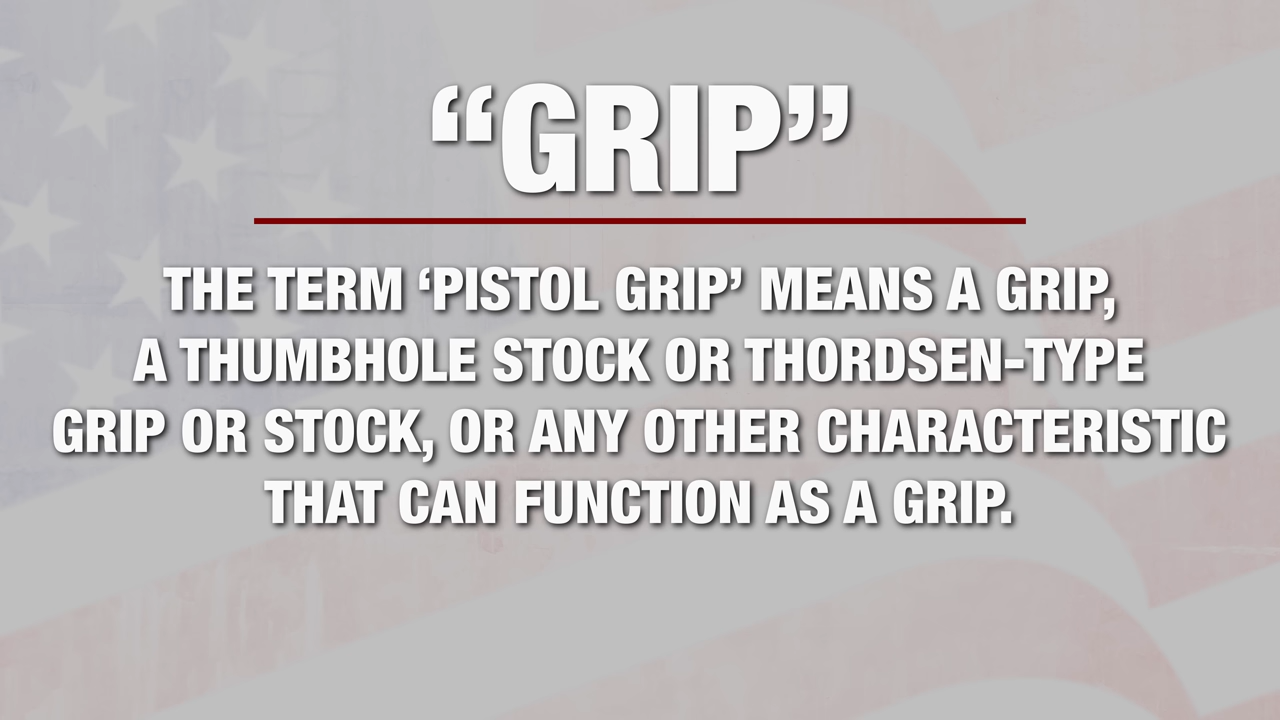 “GRIP”
THE TERM ‘PISTOL GRIP’ MEANS A GRIP,
A THUMBHOLE STOCK OR THORDSEN-TYPE
GRIP OR STOCK, OR ANY OTHER CHARACTERISTIC
THAT CAN FUNCTION AS A GRIP.